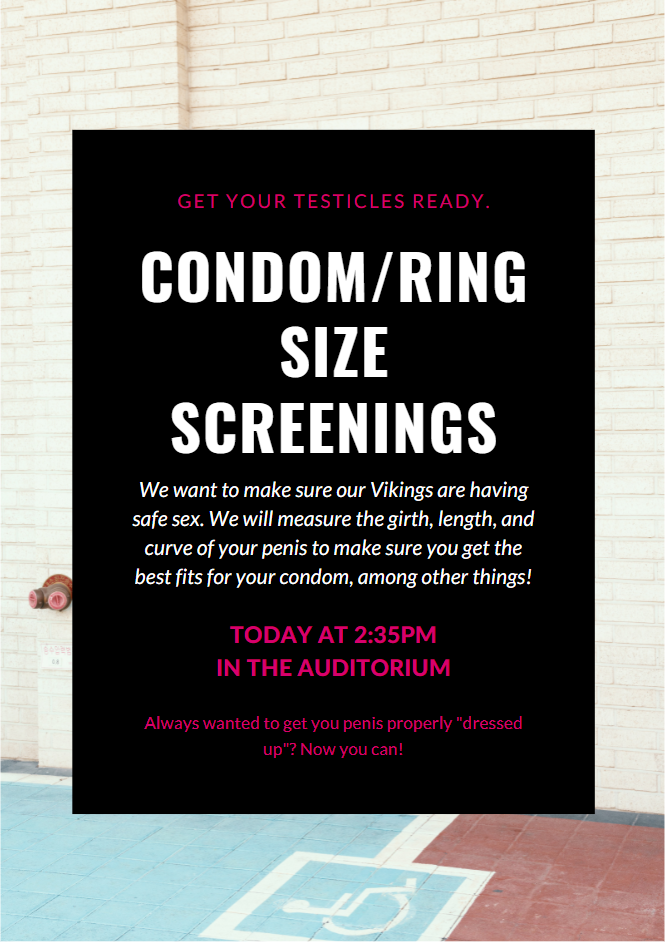 GET YOUR TESTICLES READY.
CONDOM/RING
SIZE
SCREENINGS
We want to make sure our Vikings are having
safe sex. We will measure the girth, length, and
curve of your penis to make sure you get the
best fits for your condom, among other things!
TODAY AT 2:35PM
IN THE AUDITORIUM
Always wanted to get you penis properly "dressed
up"? Now you can!